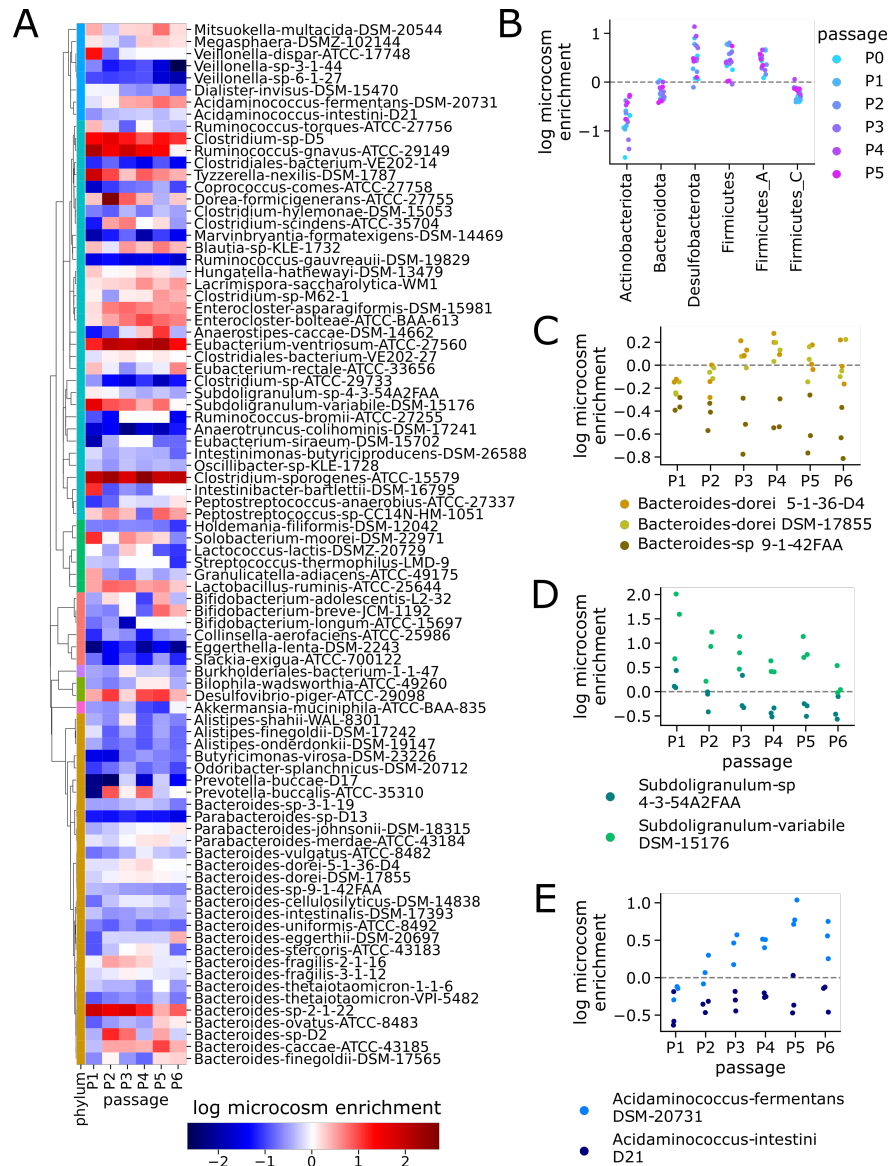 A
Mitsuokella-multacida-DSM-20544
Megasphaera-DSMZ-102144
Veillonella-dispar-ATCC-17748
Veillonella-sp-3-1-44
Veillonella-sp-6-1-27
Dialister-invisus-DSM-15470
Acidaminococcus-fermentans-DSM-20731
Acidaminococcus-intestini-D21
Ruminococcus-torques-ATCC-27756
Clostridium-sp-D5
Ruminococcus-gnavus-ATCC-29149
Clostridiales-bacterium-VE202-14
Tyzzerella-nexilis-DSM-1787
Coprococcus-comes-ATCC-27758
Dorea-formicigenerans-ATCC-27755
Clostridium-hylemonae-DSM-15053
Clostridium-scindens-ATCC-35704
Marvinbryantia-formatexigens-DSM-14469
Blautia-sp-KLE-1732
Ruminococcus-gauvreauii-DSM-19829
Hungatella-hathewayi-DSM-13479
Lacrimispora-saccharolytica-WM1
Clostridium-sp-M62-1
Enterocloster-asparagiformis-DSM-15981
Enterocloster-bolteae-ATCC-BAA-613
Anaerostipes-caccae-DSM-14662
Eubacterium-ventriosum-ATCC-27560
Clostridiales-bacterium-VE202-27
Eubacterium-rectale-ATCC-33656
Clostridium-sp-ATCC-29733
Subdoligranulum-sp-4-3-54A2FAA
Subdoligranulum-variabile-DSM-15176
Ruminococcus-bromii-ATCC-27255
Anaerotruncus-colihominis-DSM-17241
Eubacterium-siraeum-DSM-15702
Intestinimonas-butyriciproducens-DSM-26588
Oscillibacter-sp-KLE-1728
Clostridium-sporogenes-ATCC-15579
Intestinibacter-bartlettii-DSM-16795
Peptostreptococcus-anaerobius-ATCC-27337
Peptostreptococcus-sp-CC14N-HM-1051
Holdemania-filiformis-DSM-12042
Solobacterium-moorei-DSM-22971
Lactococcus-lactis-DSMZ-20729
Streptococcus-thermophilus-LMD-9
Granulicatella-adiacens-ATCC-49175
Lactobacillus-ruminis-ATCC-25644
Bifidobacterium-adolescentis-L2-32
Bifidobacterium-breve-JCM-1192
Bifidobacterium-longum-ATCC-15697
Collinsella-aerofaciens-ATCC-25986
Eggerthella-lenta-DSM-2243
Slackia-exigua-ATCC-700122
Burkholderiales-bacterium-1-1-47
Bilophila-wadsworthia-ATCC-49260
Desulfovibrio-piger-ATCC-29098
Akkermansia-muciniphila-ATCC-BAA-835
Alistipes-shahii-WAL-8301
Alistipes-finegoldii-DSM-17242
Alistipes-onderdonkii-DSM-19147
Butyricimonas-virosa-DSM-23226
Odoribacter-splanchnicus-DSM-20712
Prevotella-buccae-D17
Prevotella-buccalis-ATCC-35310
Bacteroides-sp-3-1-19
Parabacteroides-sp-D13
Parabacteroides-johnsonii-DSM-18315
Parabacteroides-merdae-ATCC-43184
Bacteroides-vulgatus-ATCC-8482
Bacteroides-dorei-5-1-36-D4
Bacteroides-dorei-DSM-17855
Bacteroides-sp-9-1-42FAA
Bacteroides-cellulosilyticus-DSM-14838
Bacteroides-intestinalis-DSM-17393
Bacteroides-uniformis-ATCC-8492
Bacteroides-eggerthii-DSM-20697
Bacteroides-stercoris-ATCC-43183
Bacteroides-fragilis-2-1-16
Bacteroides-fragilis-3-1-12
Bacteroides-thetaiotaomicron-1-1-6
Bacteroides-thetaiotaomicron-VPI-5482
Bacteroides-sp-2-1-22
Bacteroides-ovatus-ATCC-8483
Bacteroides-sp-D2
Bacteroides-caccae-ATCC-43185
Bacteroides-finegoldii-DSM-17565
phylum P1 P2 P3 P4 P5 P6
passage
log microcosm enrichment
−2 −1 0 1 2
B
log microcosm
enrichment
1
0
−1
Actinobacteriota
Bacteroidota
Desulfobacterota
Firmicutes
Firmicutes_A
Firmicutes_C
passage
P0
P1
P2
P3
P4
P5
C
log microcosm
enrichment
0.2
0.0
−0.2
−0.4
−0.6
−0.8
P1 P2 P3 P4 P5 P6
Bacteroides-dorei 5-1-36-D4
Bacteroides-dorei DSM-17855
Bacteroides-sp 9-1-42FAA
D
log microcosm
enrichment
2.0
1.5
1.0
0.5
0.0
−0.5
P1 P2 P3 P4 P5 P6
passage
Subdoligranulum-sp
4-3-54A2FAA
Subdoligranulum-variabile
DSM-15176
E
log microcosm
enrichment
1.0
0.5
0.0
−0.5
P1 P2 P3 P4 P5 P6
passage
Acidaminococcus-fermentans
DSM-20731
Acidaminococcus-intestini
D21